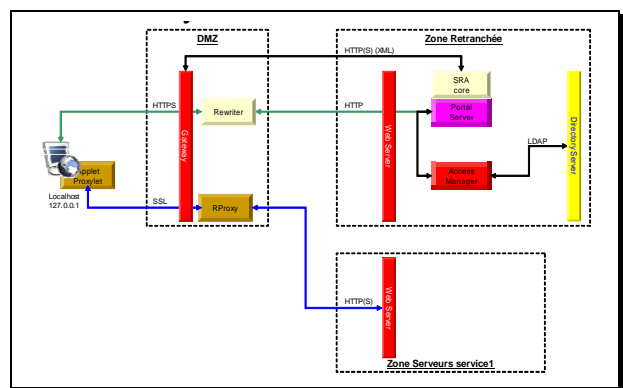 DMZ
Zone Retranchée
HTTP(S) (XML)
SRA
core
HTTPS
Rewriter
HTTP
Portal
Server
Gateway
Web Server
Directory Server
LDAP
Applet
Proxylet
Access
Manager
Localhost
127.0.0.1
SSL
RProxy
HTTP(S)
Web Server
Zone Serveurs service1